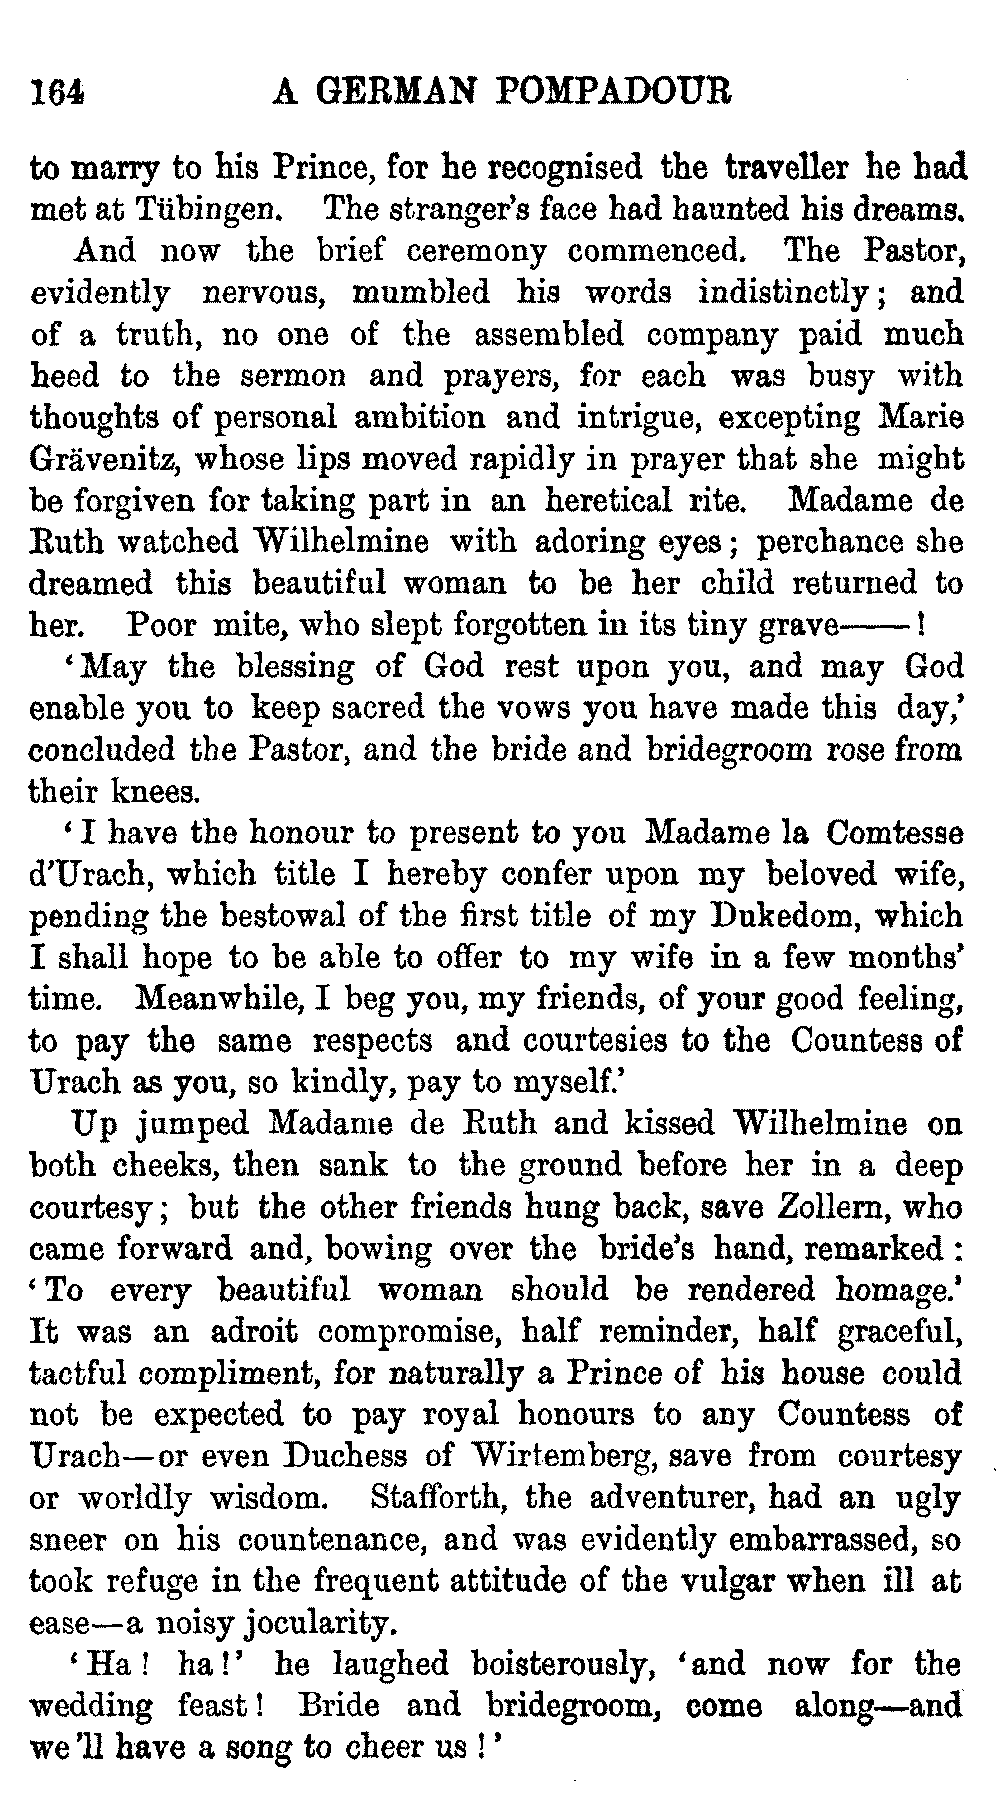 164 A GERMAN POMPADOUR
to marry to his Prince, for he recognised the traveller he had
met at Tübingen. The stranger's face had haunted his dreams.
And now the brief ceremony commenced. The Pastor,
evidently nervous, mumbled his words indistinctly; and
of a truth, no one of the assembled company paid much
heed to the sermon and prayers, for each was busy with
thoughts of personal ambition and intrigue, excepting Marie
Grävenitz, whose lips moved rapidly in prayer that she might
be forgiven for taking part in an heretical rite. Madame de
Ruth watched Wilhelmine with adoring eyes; perchance she
dreamed this beautiful woman to be her child returned to
her. Poor mite, who slept forgotten in its tiny grave——!
'May the blessing of God rest upon you, and may God
enable you to keep sacred the vows you have made this day,'
concluded the Pastor, and the bride and bridegroom rose from
their knees.
'I have the honour to present to you Madame la Comtesse
d'Urach, which title I hereby confer upon my beloved wife,
pending the bestowal of the first title of my Dukedom, which
I shall hope to be able to offer to my wife in a few months'
time. Meanwhile, I beg you, my friends, of your good feeling,
to pay the same respects and courtesies to the Countess of
Urach as you, so kindly, pay to myself.'
Up jumped Madame de Ruth and kissed Wilhelmine on
both cheeks, then sank to the ground before her in a deep
courtesy; but the other friends hung back, save Zollern, who
came forward and, bowing over the bride's hand, remarked:
'To every beautiful woman should be rendered homage.'
It was an adroit compromise, half reminder, half graceful,
tactful compliment, for naturally a Prince of his house could
not be expected to pay royal honours to any Countess of
Urach—or even Duchess of Wirtemberg, save from courtesy
or worldly wisdom. Stafforth, the adventurer, had an ugly
sneer on his countenance, and was evidently embarrassed, so
took refuge in the frequent attitude of the vulgar when ill at
ease—a noisy jocularity.
'Ha! ha!' he laughed boisterously, 'and now for the
wedding feast! Bride and bridegroom, come along—and
we'll have a song to cheer us!'